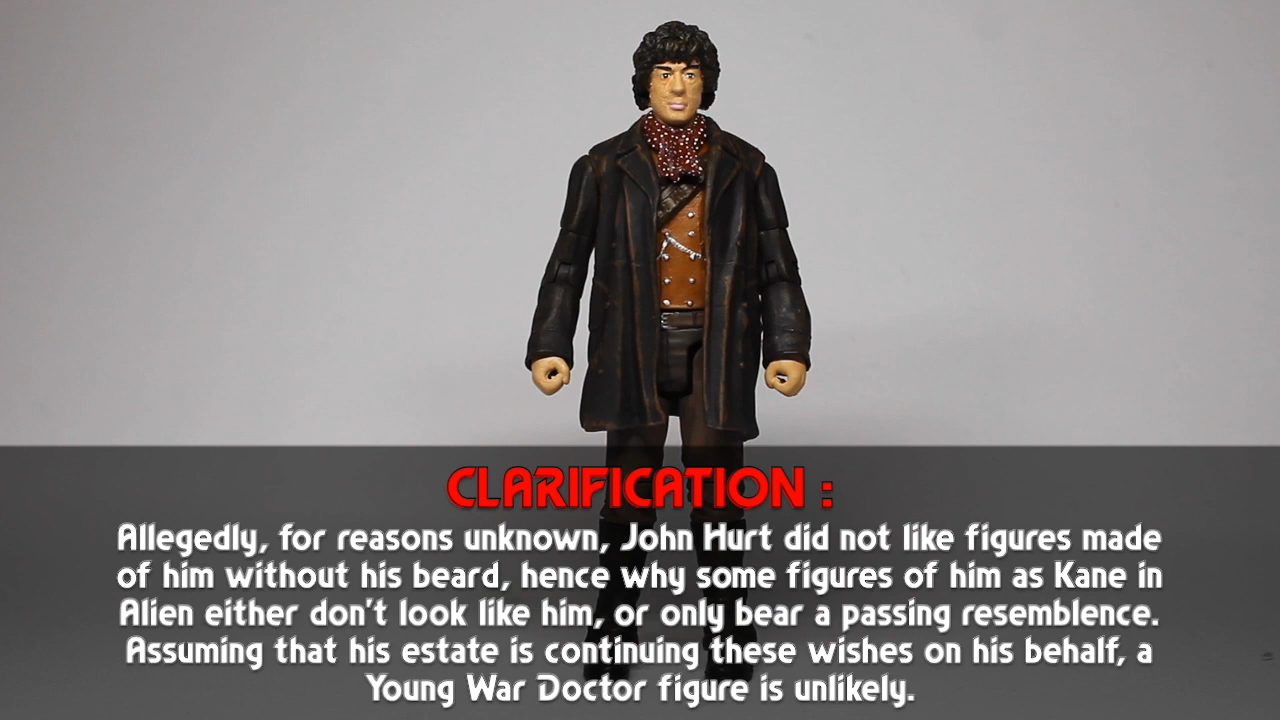 CLARIFICATION :
Allegedly, for reasons unknown, John Hurt did not like figures made
of him without his beard, hence why some figures of him as Kane in
Alien either don't look like him, or only bear a passing resemblence.
Assuming that his estate is continuing these wishes on his behalf, a
Young War Doctor figure is unlikely.